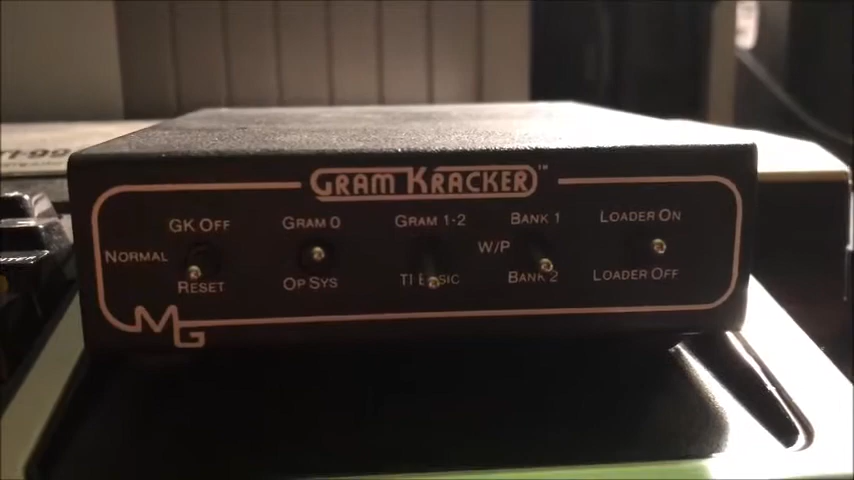 GRAM KRACKER™
GK OFF
NORMAL
RESET
GRAM 0
OP SYS
GRAM 1-2
TI BASIC
W/P
BANK 1
BANK 2
LOADER ON
LOADER OFF
MG